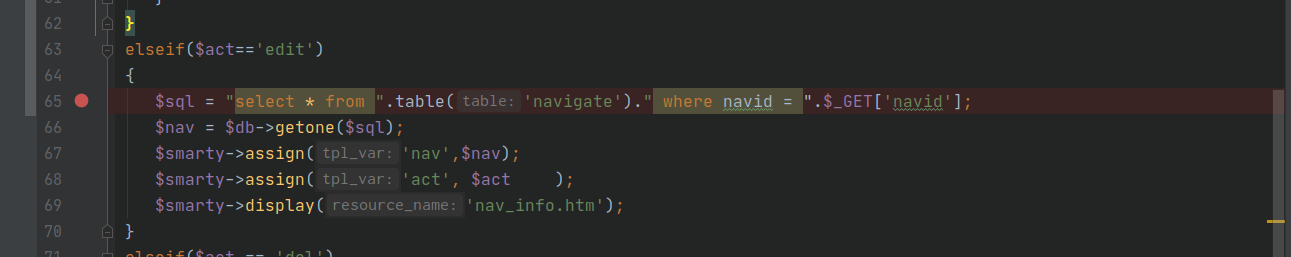 62 }
63 elseif($act=='edit')
64 {
65 $sql = "select * from ".table( table: 'navigate')." where navid = ".$_GET['navid'];
66 $nav = $db->getone($sql);
67 $smarty->assign( tpl_var: 'nav',$nav);
68 $smarty->assign( tpl_var: 'act', $act    );
69 $smarty->display( resource_name: 'nav_info.htm');
70 }
71 elseif($act == 'del')